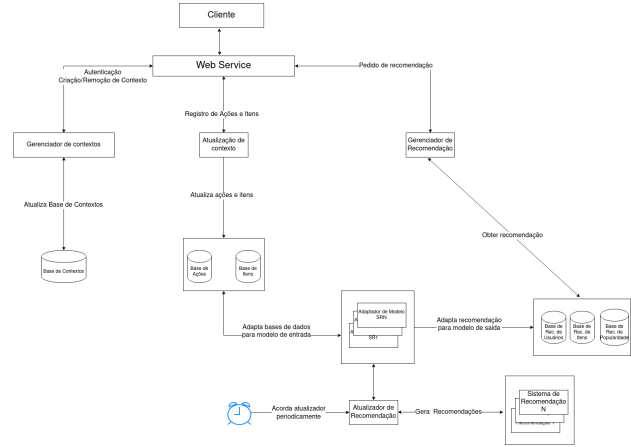 Cliente
Web Service
Autenticação
Criação/Remoção de Contexto
Pedido de recomendação
Registro de Ações e Itens
Gerenciador de contextos
Atualização de
contexto
Gerenciador de
Recomendação
Atualiza Base de Contextos
Atualiza ações e itens
Obter recomendação
Base de Contextos
Base de
Ações
Base de
Itens
Adaptador de Modelo
SRN
SR1
Adapta bases de dados
para modelo de entrada
Adapta recomendação
para modelo de saida
Base de
Rec. de
Usuários
Base de
Rec. de
Itens
Base de
Rec. de
Popularidade
Acorda atualizador
periodicamente
Atualizador de
Recomendação
Gera Recomendações
Sistema de
Recomendação
N